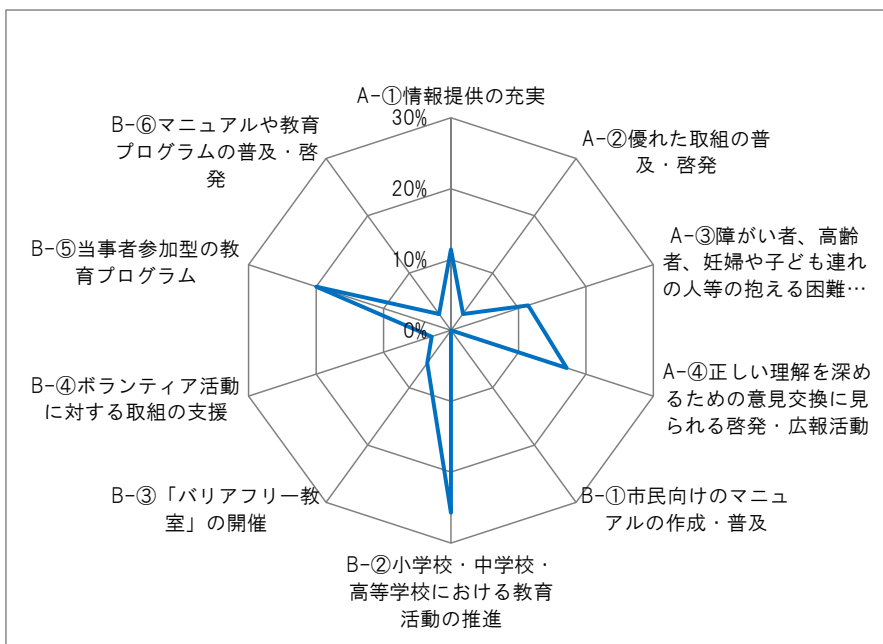 A-①情報提供の充実
30%
20%
10%
0%
A-②優れた取組の普
及・啓発
A-③障がい者、高齢
者、妊婦や子ども連れ
の人等の抱える困難…
A-④正しい理解を深め
るための意見交換に見
られる啓発・広報活動
B-①市民向けのマニュ
アルの作成・普及
B-②小学校・中学校・
高等学校における教育
活動の推進
B-③「バリアフリー教
室」の開催
B-④ボランティア活動
に対する取組の支援
B-⑤当事者参加型の教
育プログラム
B-⑥マニュアルや教育
プログラムの普及・啓
発